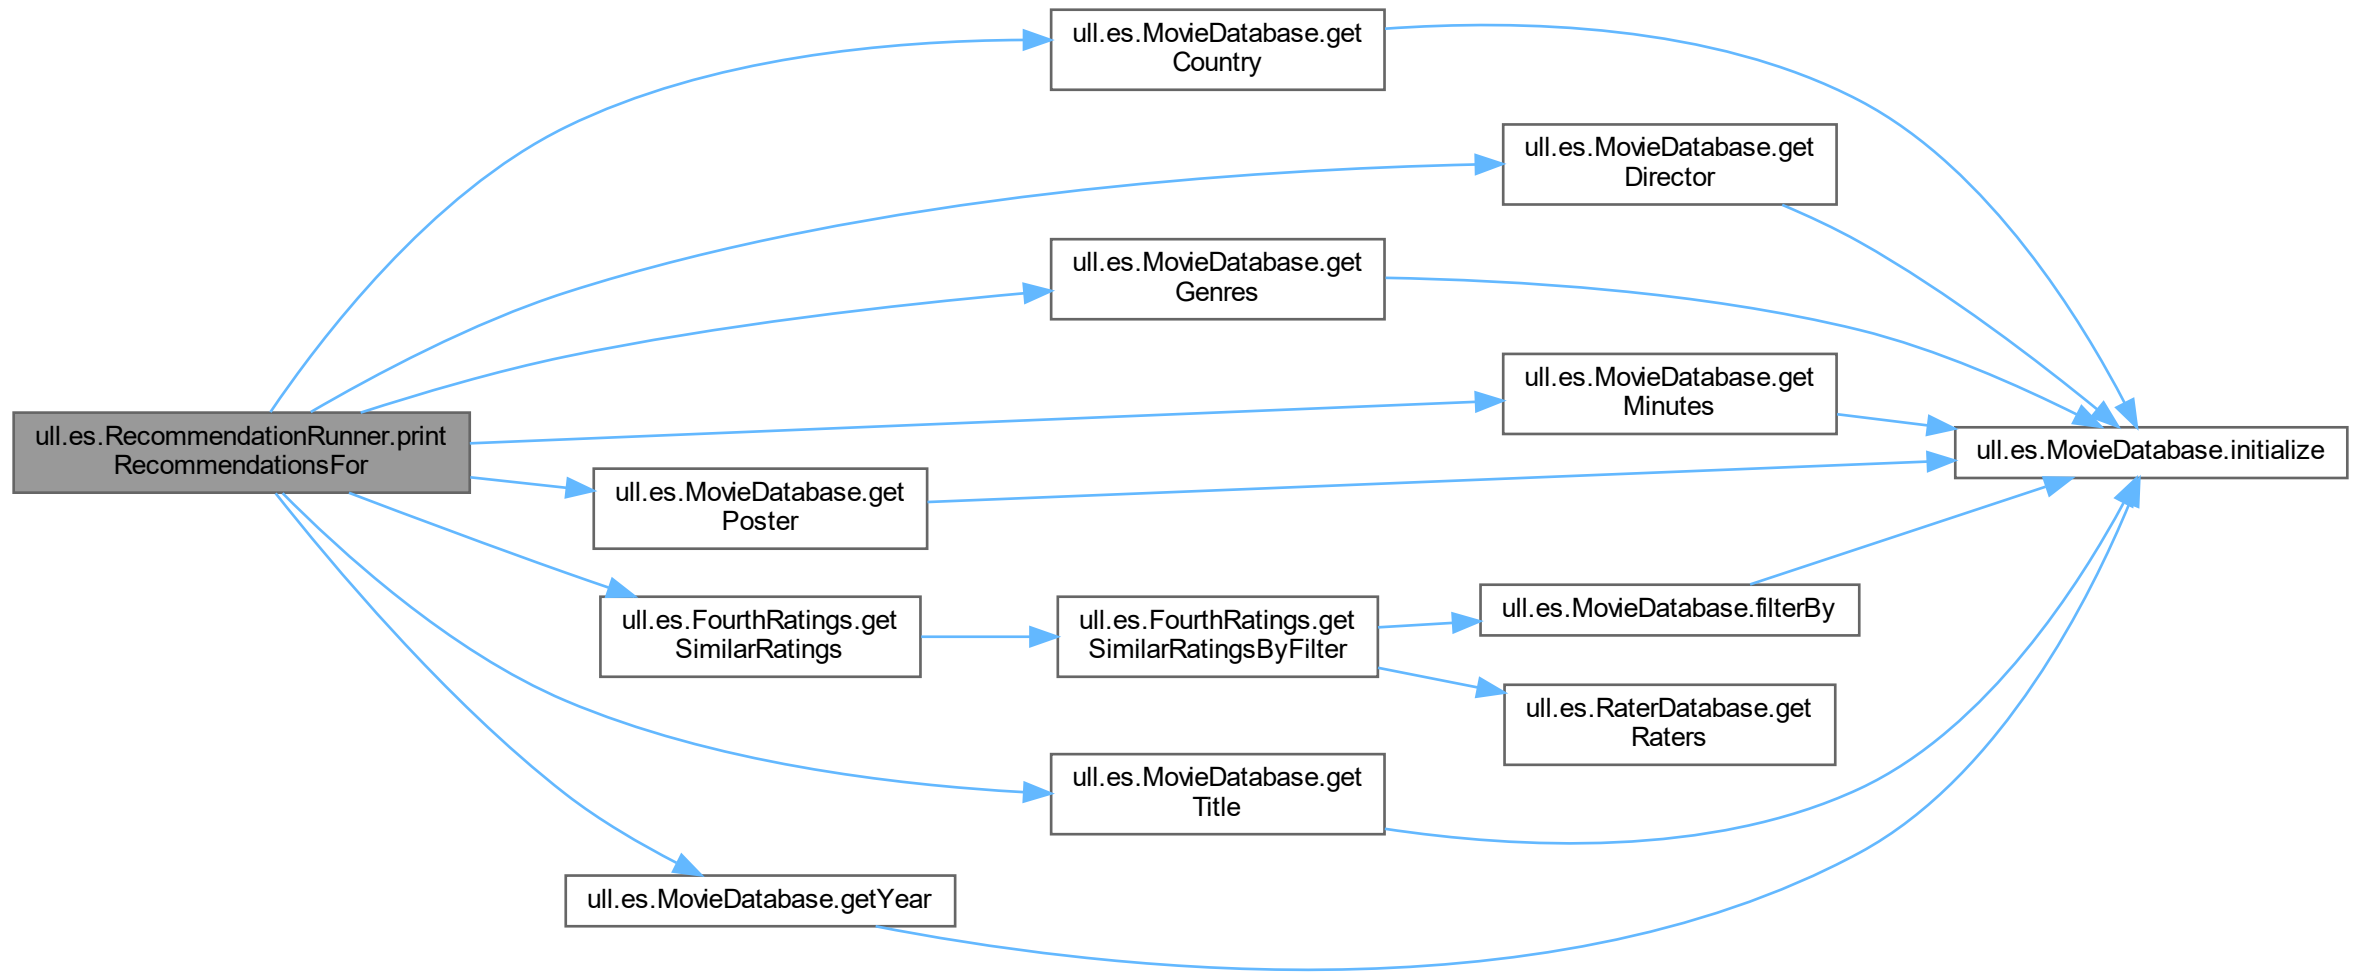 ull.es.MovieDatabase.get
Country
ull.es.MovieDatabase.get
Director
ull.es.MovieDatabase.get
Genres
ull.es.MovieDatabase.get
Minutes
ull.es.RecommendationRunner.print
RecommendationsFor
ull.es.MovieDatabase.initialize
ull.es.MovieDatabase.get
Poster
ull.es.FourthRatings.get
SimilarRatings
ull.es.FourthRatings.get
SimilarRatingsByFilter
ull.es.MovieDatabase.filterBy
ull.es.RaterDatabase.get
Raters
ull.es.MovieDatabase.get
Title
ull.es.MovieDatabase.getYear